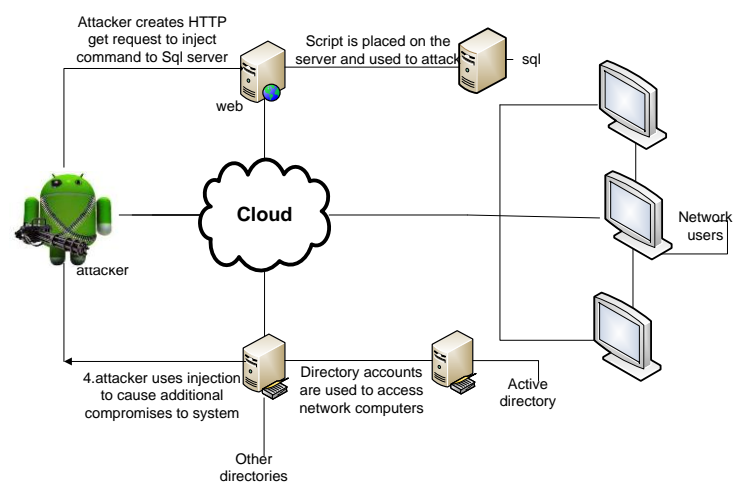 Attacker creates HTTP
get request to inject
command to Sql server
Script is placed on the
server and used to attack
sql
web
Cloud
attacker
Network
users
4.attacker uses injection
to cause additional
compromises to system
Directory accounts
are used to access
network computers
Active
directory
Other
directories